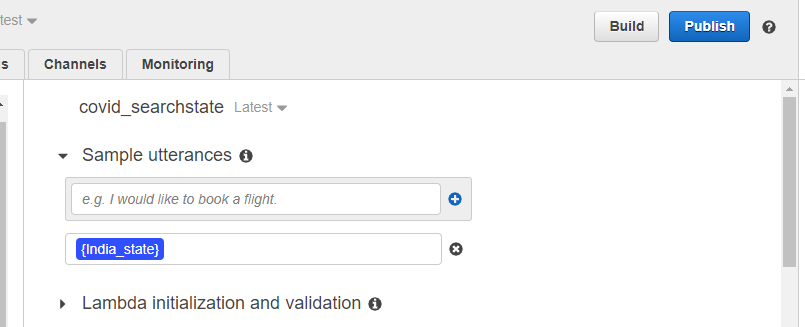 test
Build
Publish
s
Channels
Monitoring
covid_searchstate Latest
Sample utterances
e.g. I would like to book a flight.
{India_state}
Lambda initialization and validation